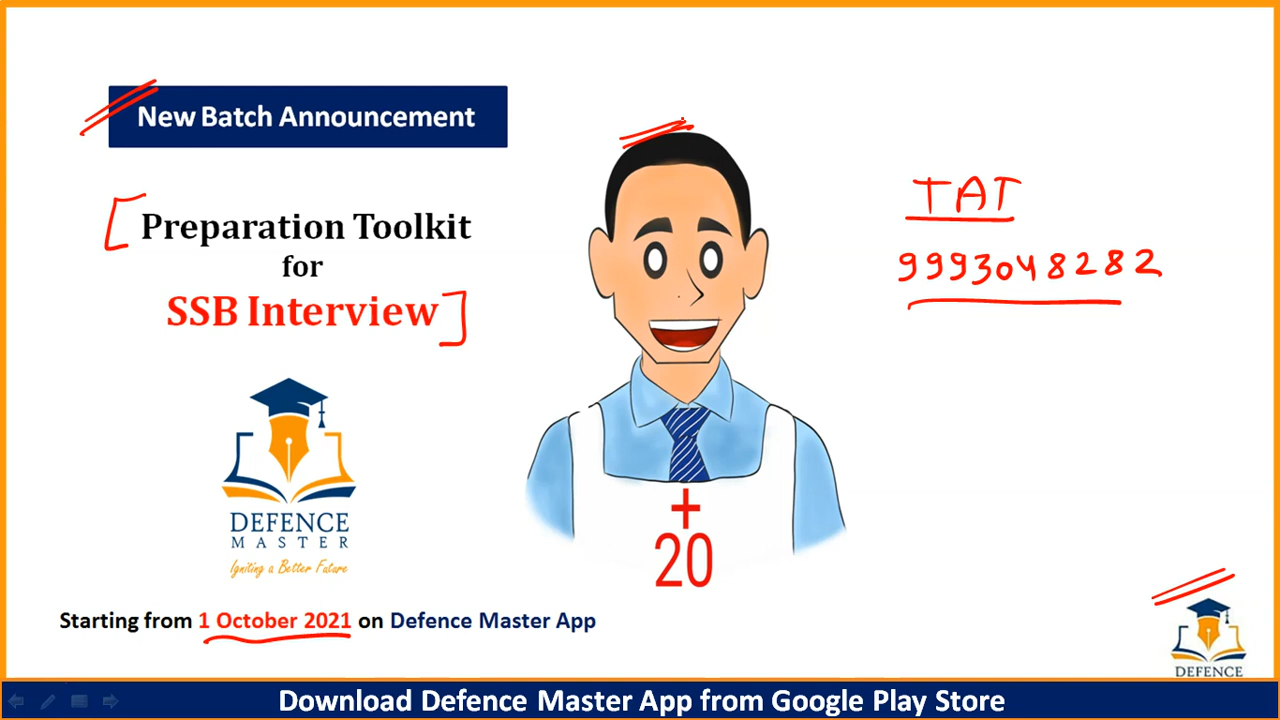 New Batch Announcement
Preparation Toolkit
for
SSB Interview
DEFENCE
MASTER
Igniting a Better Future
Starting from 1 October 2021 on Defence Master App
+
20
TAT
9993048282
DEFENCE
Download Defence Master App from Google Play Store